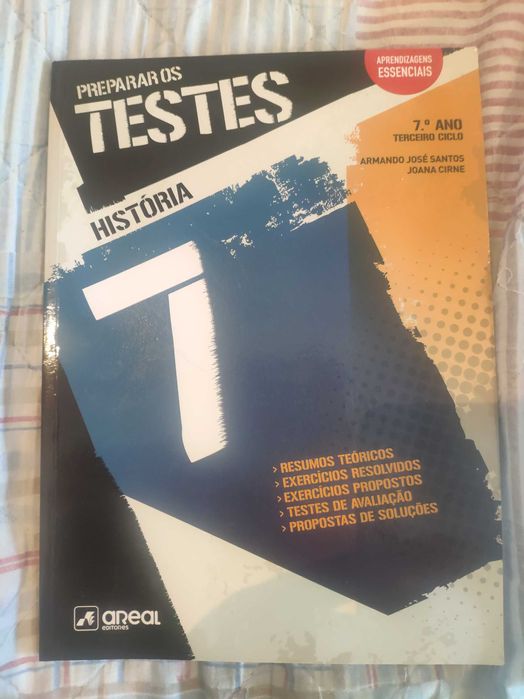 PREPARAR OS
TESTES
APRENDIZAGENS
ESSENCIAIS
7.º ANO
TERCEIRO CICLO
ARMANDO JOSÉ SANTOS
JOANA CIRNE
HISTÓRIA
7
> RESUMOS TEÓRICOS
> EXERCÍCIOS RESOLVIDOS
> EXERCÍCIOS PROPOSTOS
> TESTES DE AVALIAÇÃO
> PROPOSTAS DE SOLUÇÕES
AREAL
EDITORES